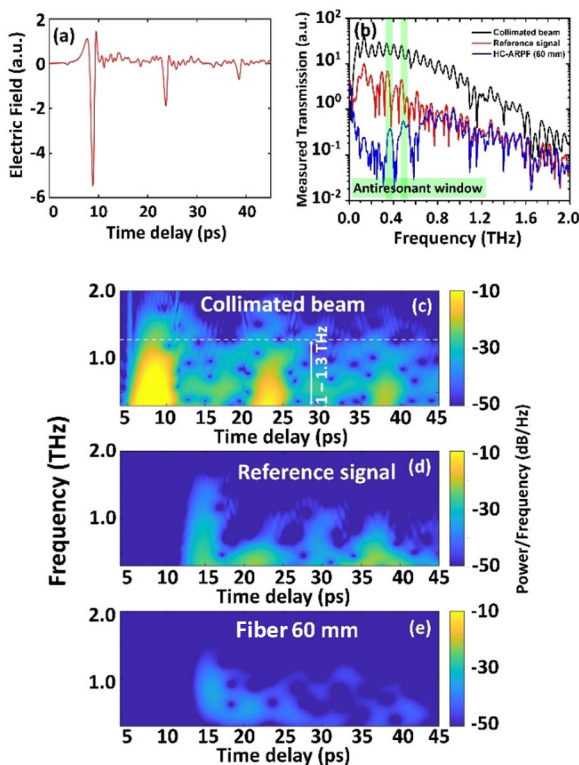 (a)
Electric Field (a.u.)
0
-2
-4
-6
0 10 20 30 40
Time delay (ps)
(b)
Measured Transmission (a.u.)
10²
10¹
10⁰
10⁻¹
10⁻²
Collimated beam
Reference signal
HC-ARPF (60 mm)
Antiresonant window
0.0 0.4 0.8 1.2 1.6 2.0
Frequency (THz)
Frequency (THz)
2.0
1.0
Collimated beam
(c)
1 – 1.3 THz
5 10 15 20 25 30 35 40 45
Time delay (ps)
-10
-30
-50
2.0
1.0
Reference signal
(d)
5 10 15 20 25 30 35 40 45
Time delay (ps)
-10
-30
-50
Power/Frequency (dB/Hz)
1.0
Fiber 60 mm
(e)
5 10 15 20 25 30 35 40 45
Time delay (ps)
-10
-30
-50